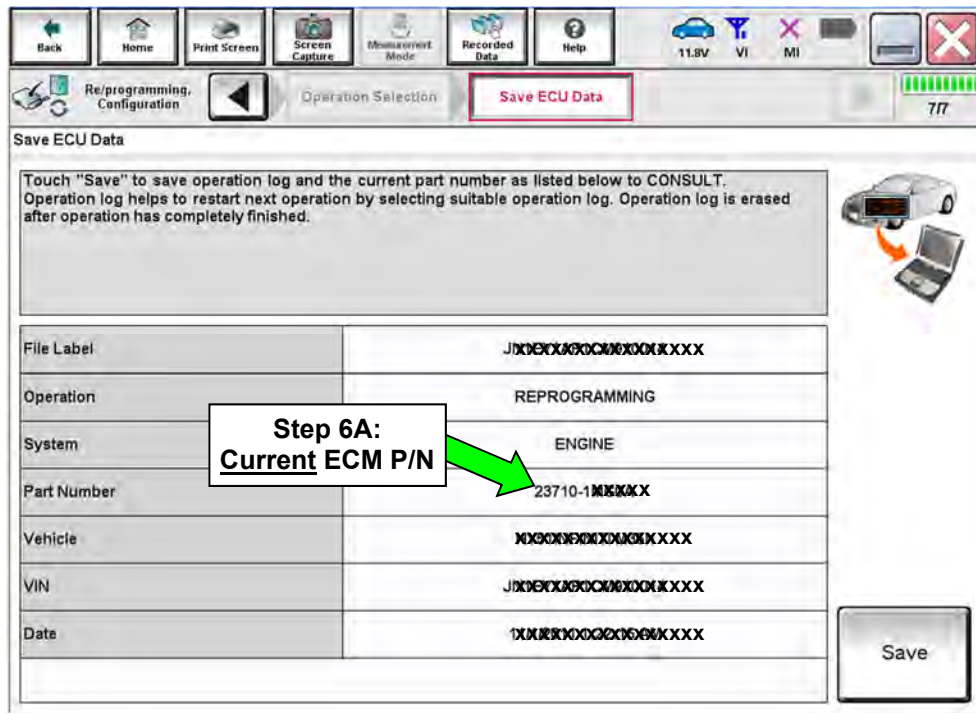 Back
Home
Print Screen
Screen Capture
Measurement Mode
Recorded Data
Help
11.8V
VI
MI
Re/programming, Configuration
Operation Selection
Save ECU Data
7/7
Save ECU Data
Touch "Save" to save operation log and the current part number as listed below to CONSULT.
Operation log helps to restart next operation by selecting suitable operation log. Operation log is erased
after operation has completely finished.
File Label
Operation
REPROGRAMMING
Step 6A:
Current ECM P/N
System
ENGINE
Part Number
23710-1
Vehicle
VIN
Date
Save